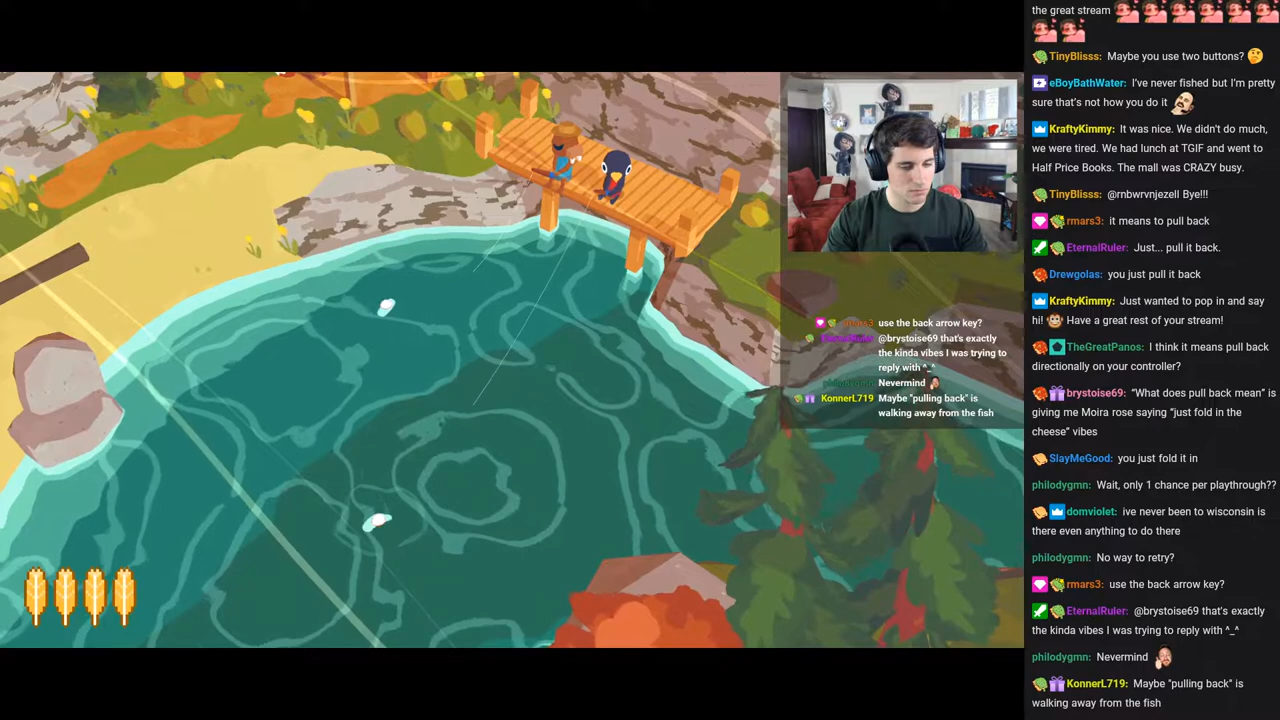 the great stream
TinyBlisss: Maybe you use two buttons?
eBoyBathWater: I've never fished but I'm pretty
sure that's not how you do it
KraftyKimmy: It was nice. We didn't do much,
we were tired. We had lunch at TGIF and went to
Half Price Books. The mall was CRAZY busy.
TinyBlisss: @rnbwrvnjezell Bye!!!
rmars3: it means to pull back
EternalRuler: Just... pull it back.
Drewgolas: you just pull it back
KraftyKimmy: Just wanted to pop in and say
hi! Have a great rest of your stream!
TheGreatPanos: I think it means pull back
directionally on your controller?
brystoise69: “What does pull back mean” is
giving me Moira rose saying “just fold in the
cheese” vibes
SlayMeGood: you just fold it in
philodygmn: Wait, only 1 chance per playthrough??
domviolet: ive never been to wisconsin is
there even anything to do there
philodygmn: No way to retry?
rmars3: use the back arrow key?
EternalRuler: @brystoise69 that's exactly
the kinda vibes I was trying to reply with ^_^
philodygmn: Nevermind
KonnerL719: Maybe "pulling back" is
walking away from the fish
rmars3 use the back arrow key?
EternalRuler @brystoise69 that's exactly
the kinda vibes I was trying to
reply with ^_^
philodygmn Nevermind
KonnerL719 Maybe "pulling back" is
walking away from the fish